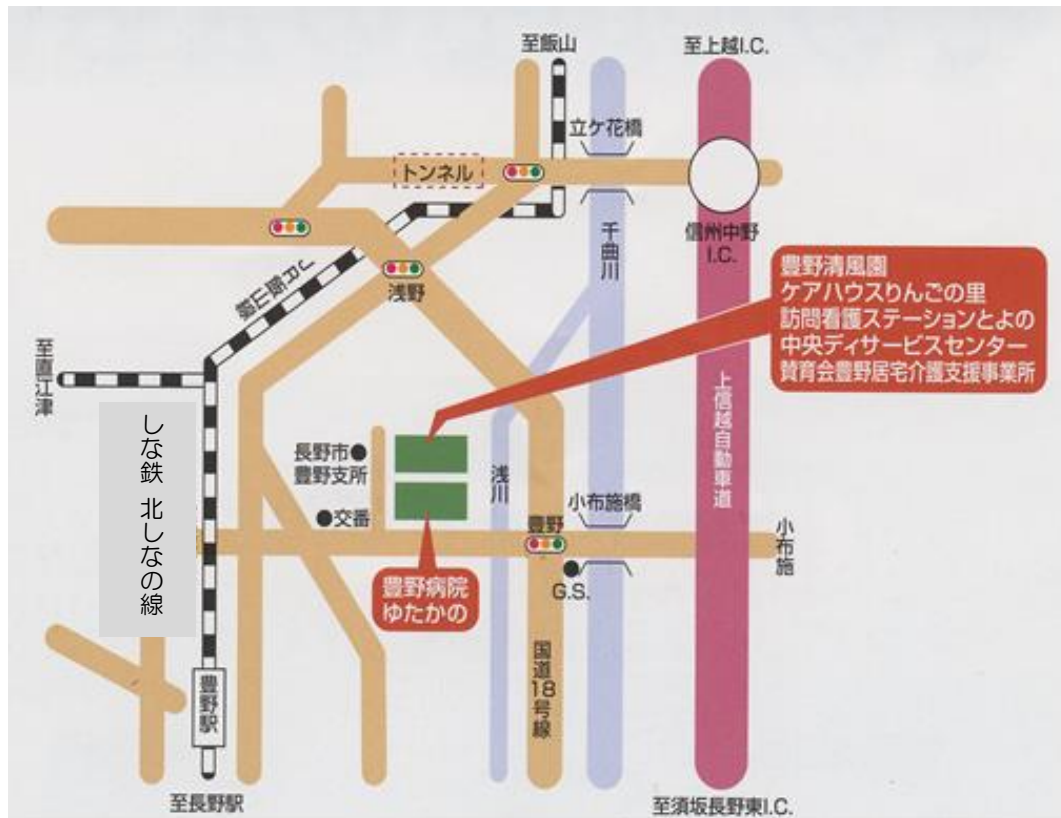 至飯山
至上越I.C.
立ケ花橋
トンネル
千曲川
信州中野
I.C.
豊野清風園
ケアハウスりんごの里
訪問看護ステーションとよの
中央ディサービスセンター
賛育会豊野居宅介護支援事業所
JR飯山線
浅野
至直江津
しな鉄 北しなの線
上信越自動車道
長野市
豊野支所
浅川
小布施橋
交番
豊野
小布施
G.S.
豊野病院
ゆたかの
国道18号線
豊野駅
至長野駅
至須坂長野東I.C.